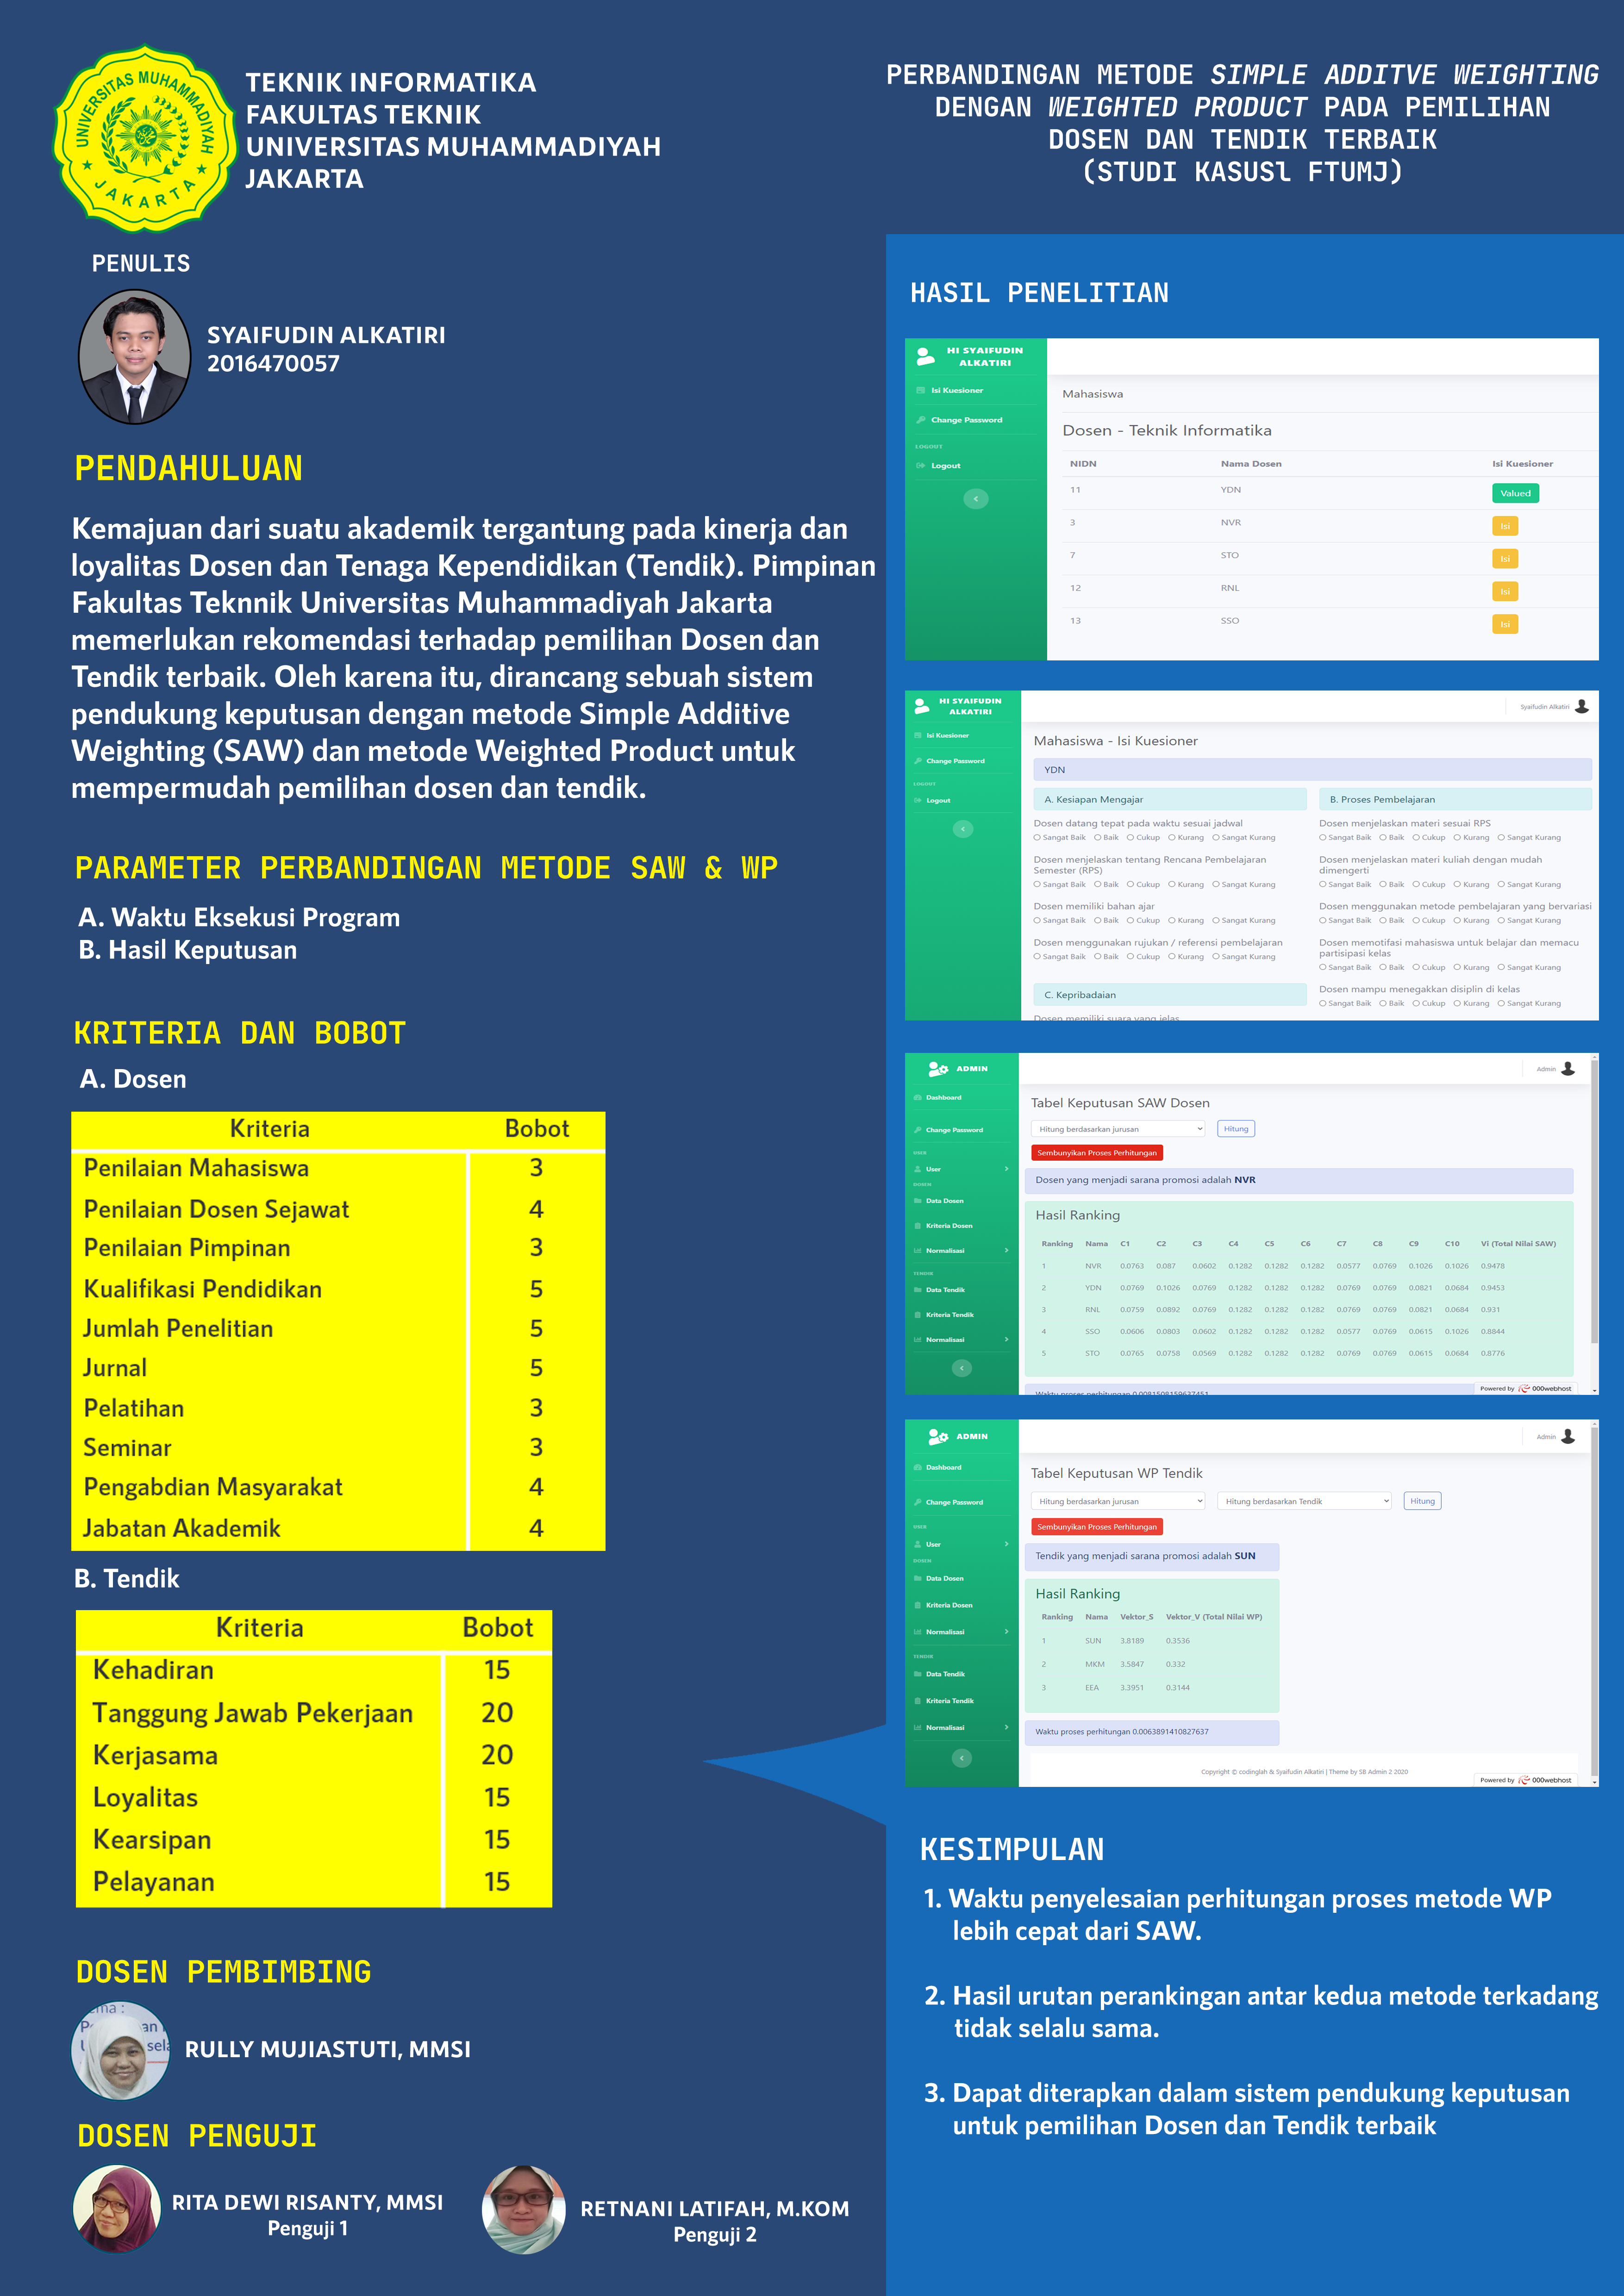 UNIVERSITAS MUHAMMADIYAH
JAKARTA
TEKNIK INFORMATIKA
FAKULTAS TEKNIK
UNIVERSITAS MUHAMMADIYAH
JAKARTA
PERBANDINGAN METODE SIMPLE ADDITVE WEIGHTING
DENGAN WEIGHTED PRODUCT PADA PEMILIHAN
DOSEN DAN TENDIK TERBAIK
(STUDI KASUSl FTUMJ)
PENULIS
SYAIFUDIN ALKATIRI
2016470057
PENDAHULUAN
Kemajuan dari suatu akademik tergantung pada kinerja dan
loyalitas Dosen dan Tenaga Kependidikan (Tendik). Pimpinan
Fakultas Teknnik Universitas Muhammadiyah Jakarta
memerlukan rekomendasi terhadap pemilihan Dosen dan
Tendik terbaik. Oleh karena itu, dirancang sebuah sistem
pendukung keputusan dengan metode Simple Additive
Weighting (SAW) dan metode Weighted Product untuk
mempermudah pemilihan dosen dan tendik.
PARAMETER PERBANDINGAN METODE SAW & WP
A. Waktu Eksekusi Program
B. Hasil Keputusan
KRITERIA DAN BOBOT
A. Dosen
Kriteria Bobot
Penilaian Mahasiswa 3
Penilaian Dosen Sejawat 4
Penilaian Pimpinan 3
Kualifikasi Pendidikan 5
Jumlah Penelitian 5
Jurnal 5
Pelatihan 3
Seminar 3
Pengabdian Masyarakat 4
Jabatan Akademik 4
B. Tendik
Kriteria Bobot
Kehadiran 15
Tanggung Jawab Pekerjaan 20
Kerjasama 20
Loyalitas 15
Kearsipan 15
Pelayanan 15
DOSEN PEMBIMBING
RULLY MUJIASTUTI, MMSI
DOSEN PENGUJI
RITA DEWI RISANTY, MMSI
Penguji 1
RETNANI LATIFAH, M.KOM
Penguji 2
HASIL PENELITIAN
HI SYAIFUDIN
ALKATIRI
Isi Kuesioner
Change Password
LOGOUT
Logout
Mahasiswa
Dosen - Teknik Informatika
NIDN Nama Dosen Isi Kuesioner
11 YDN Valued
3 NVR Isi
7 STO Isi
12 RNL Isi
13 SSO Isi
HI SYAIFUDIN
ALKATIRI
Isi Kuesioner
Change Password
LOGOUT
Logout
Syaifudin Alkatiri
Mahasiswa - Isi Kuesioner
YDN
A. Kesiapan Mengajar
Dosen datang tepat pada waktu sesuai jadwal
Sangat Baik Baik Cukup Kurang Sangat Kurang
Dosen menjelaskan tentang Rencana Pembelajaran
Semester (RPS)
Sangat Baik Baik Cukup Kurang Sangat Kurang
Dosen memiliki bahan ajar
Sangat Baik Baik Cukup Kurang Sangat Kurang
Dosen menggunakan rujukan / referensi pembelajaran
Sangat Baik Baik Cukup Kurang Sangat Kurang
C. Kepribadaian
Dosen memiliki suara yang jelas
B. Proses Pembelajaran
Dosen menjelaskan materi sesuai RPS
Sangat Baik Baik Cukup Kurang Sangat Kurang
Dosen menjelaskan materi kuliah dengan mudah
dimengerti
Sangat Baik Baik Cukup Kurang Sangat Kurang
Dosen menggunakan metode pembelajaran yang bervariasi
Sangat Baik Baik Cukup Kurang Sangat Kurang
Dosen memotifasi mahasiswa untuk belajar dan memacu
partisipasi kelas
Sangat Baik Baik Cukup Kurang Sangat Kurang
Dosen mampu menegakkan disiplin di kelas
Sangat Baik Baik Cukup Kurang Sangat Kurang
ADMIN
Dashboard
Change Password
USER
User
DOSEN
Data Dosen
Kriteria Dosen
Normalisasi
TENDIK
Data Tendik
Kriteria Tendik
Normalisasi
Admin
Tabel Keputusan SAW Dosen
Hitung berdasarkan jurusan Hitung
Sembunyikan Proses Perhitungan
Dosen yang menjadi sarana promosi adalah NVR
Hasil Ranking
Ranking Nama C1 C2 C3 C4 C5 C6 C7 C8 C9 C10 Vi (Total Nilai SAW)
1 NVR 0.0763 0.087 0.0602 0.1282 0.1282 0.1282 0.0577 0.0769 0.1026 0.1026 0.9478
2 YDN 0.0769 0.1026 0.0769 0.1282 0.1282 0.1282 0.0769 0.0769 0.0821 0.0684 0.9453
3 RNL 0.0759 0.0892 0.0769 0.1282 0.1282 0.1282 0.0769 0.0769 0.0821 0.0684 0.931
4 SSO 0.0606 0.0803 0.0602 0.1282 0.1282 0.1282 0.0577 0.0769 0.0615 0.1026 0.8844
5 STO 0.0765 0.0758 0.0569 0.1282 0.1282 0.1282 0.0769 0.0769 0.0615 0.0684 0.8776
Waktu proses perhitungan 0.0081508159637451
Powered by 000webhost
ADMIN
Dashboard
Change Password
USER
User
DOSEN
Data Dosen
Kriteria Dosen
Normalisasi
TENDIK
Data Tendik
Kriteria Tendik
Normalisasi
Admin
Tabel Keputusan WP Tendik
Hitung berdasarkan jurusan Hitung berdasarkan Tendik Hitung
Sembunyikan Proses Perhitungan
Tendik yang menjadi sarana promosi adalah SUN
Hasil Ranking
Ranking Nama Vektor_S Vektor_V (Total Nilai WP)
1 SUN 3.8189 0.3536
2 MKM 3.5847 0.332
3 EEA 3.3951 0.3144
Waktu proses perhitungan 0.0063891410827637
Copyright © codinglah & Syaifudin Alkatiri | Theme by SB Admin 2 2020
Powered by 000webhost
KESIMPULAN
1. Waktu penyelesaian perhitungan proses metode WP
lebih cepat dari SAW.
2. Hasil urutan perankingan antar kedua metode terkadang
tidak selalu sama.
3. Dapat diterapkan dalam sistem pendukung keputusan
untuk pemilihan Dosen dan Tendik terbaik